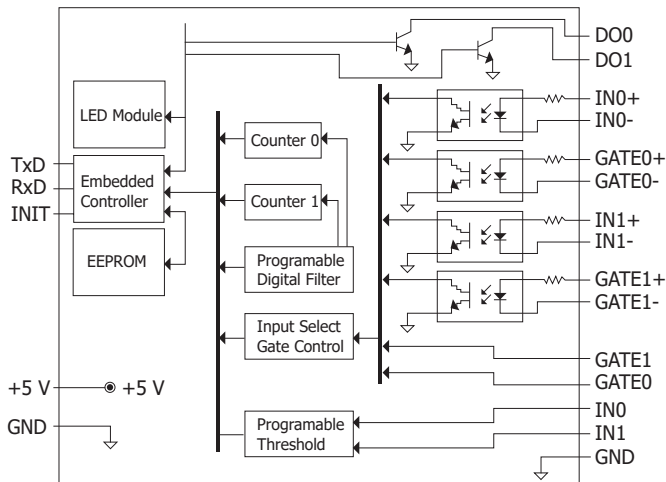 DO0
DO1
LED Module
TxD
RxD
INIT
Embedded
Controller
EEPROM
Counter 0
Counter 1
Programable
Digital Filter
Input Select
Gate Control
Programable
Threshold
IN0+
IN0-
GATE0+
GATE0-
IN1+
IN1-
GATE1+
GATE1-
GATE1
GATE0
IN0
IN1
GND
+5 V
+5 V
GND